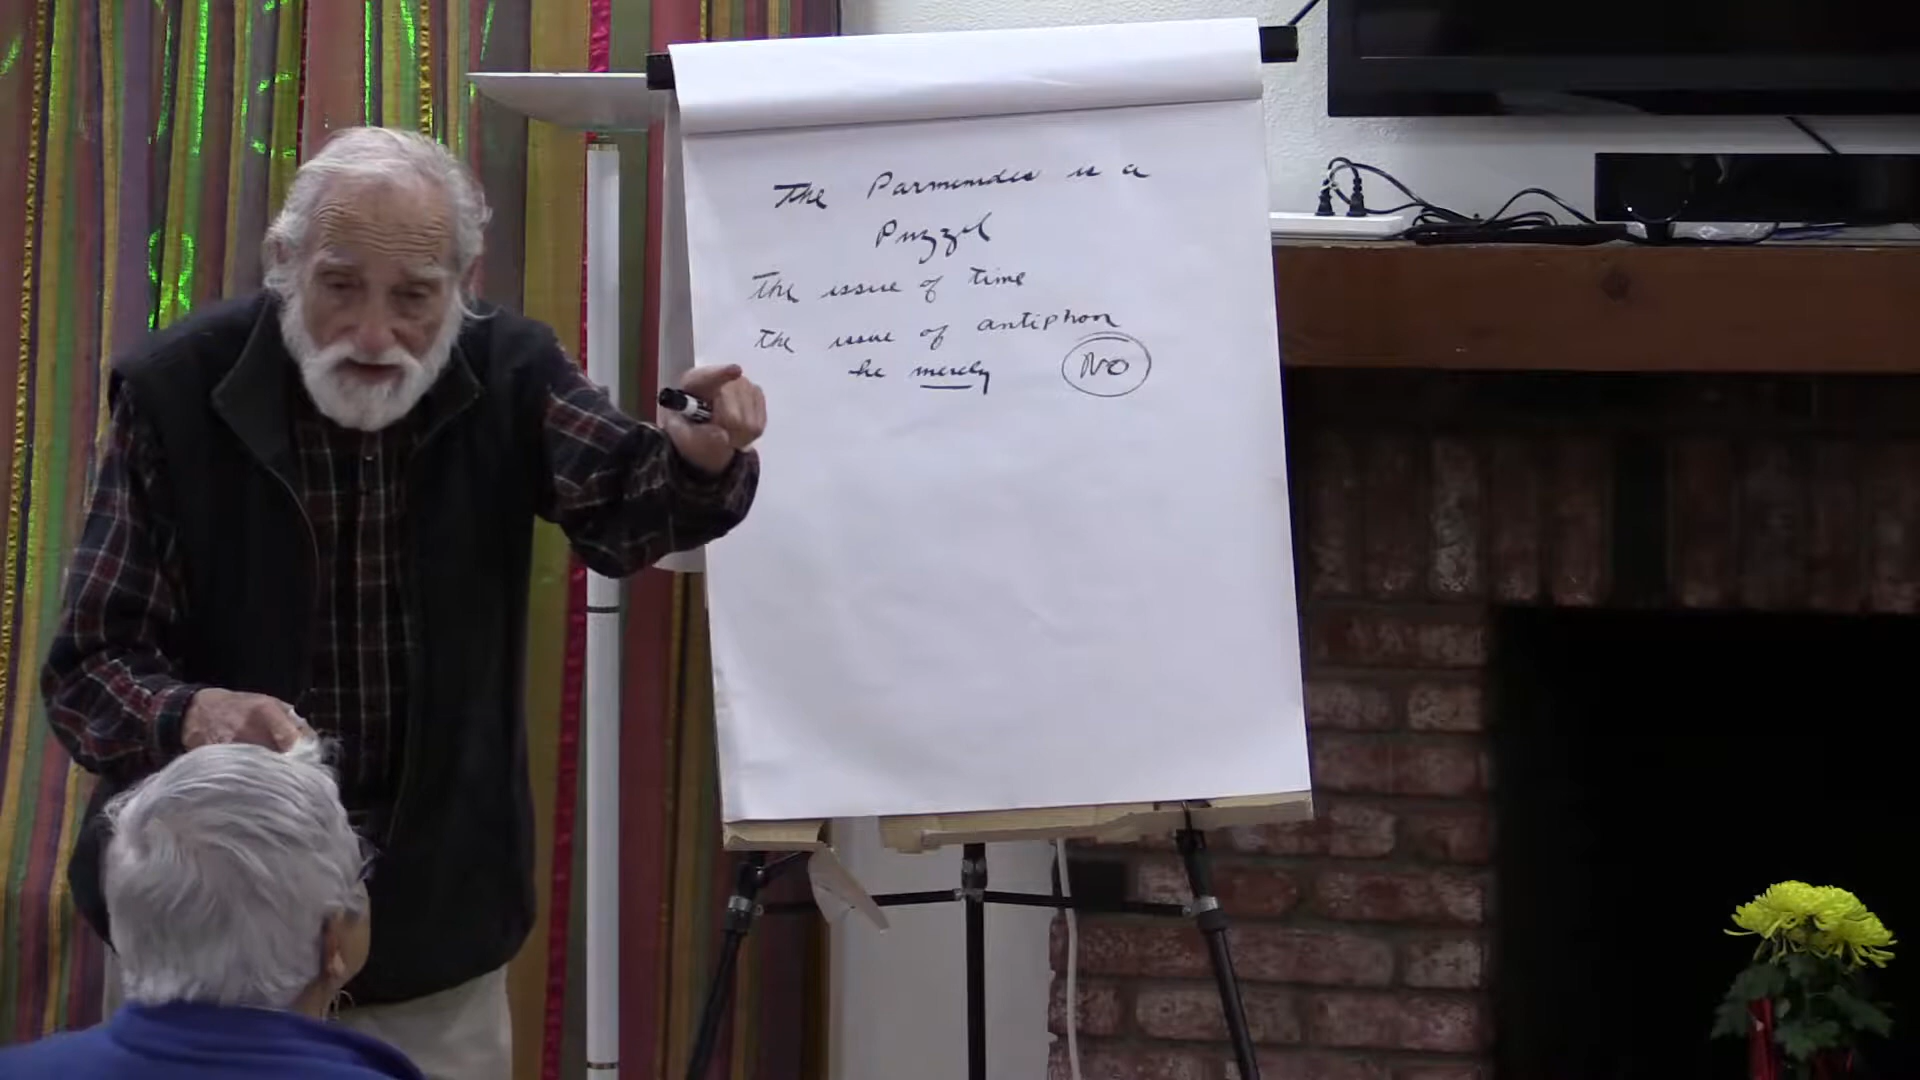 The Parmenides is a
Puzzel
The issue of time
the issue of antiphon
he merely NO